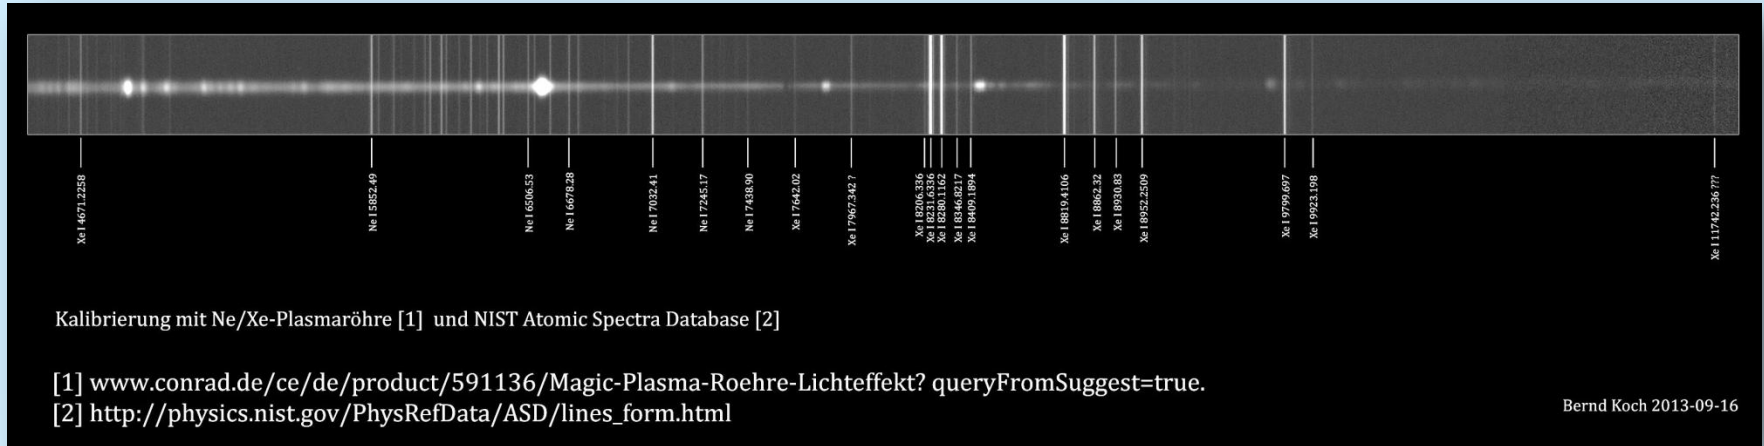 Xe I 4671.2258
Ne I 5852.49
Ne I 6506.53
Ne I 6678.28
Ne I 7032.41
Ne I 7245.17
Ne I 7438.90
Xe I 7642.02
Xe I 7967.342 ?
Xe I 8206.336
Xe I 8231.6336
Xe I 8280.1162
Xe I 8346.8217
Xe I 8409.1894
Xe I 8819.4106
Xe I 8862.32
Xe I 8930.83
Xe I 8952.2509
Xe I 9799.697
Xe I 9923.198
Xe I 11742.236 ???
Kalibrierung mit Ne/Xe-Plasmaröhre [1] und NIST Atomic Spectra Database [2]
[1] www.conrad.de/ce/de/product/591136/Magic-Plasma-Roehre-Lichteffekt? queryFromSuggest=true.
[2] http://physics.nist.gov/PhysRefData/ASD/lines_form.html
Bernd Koch 2013-09-16